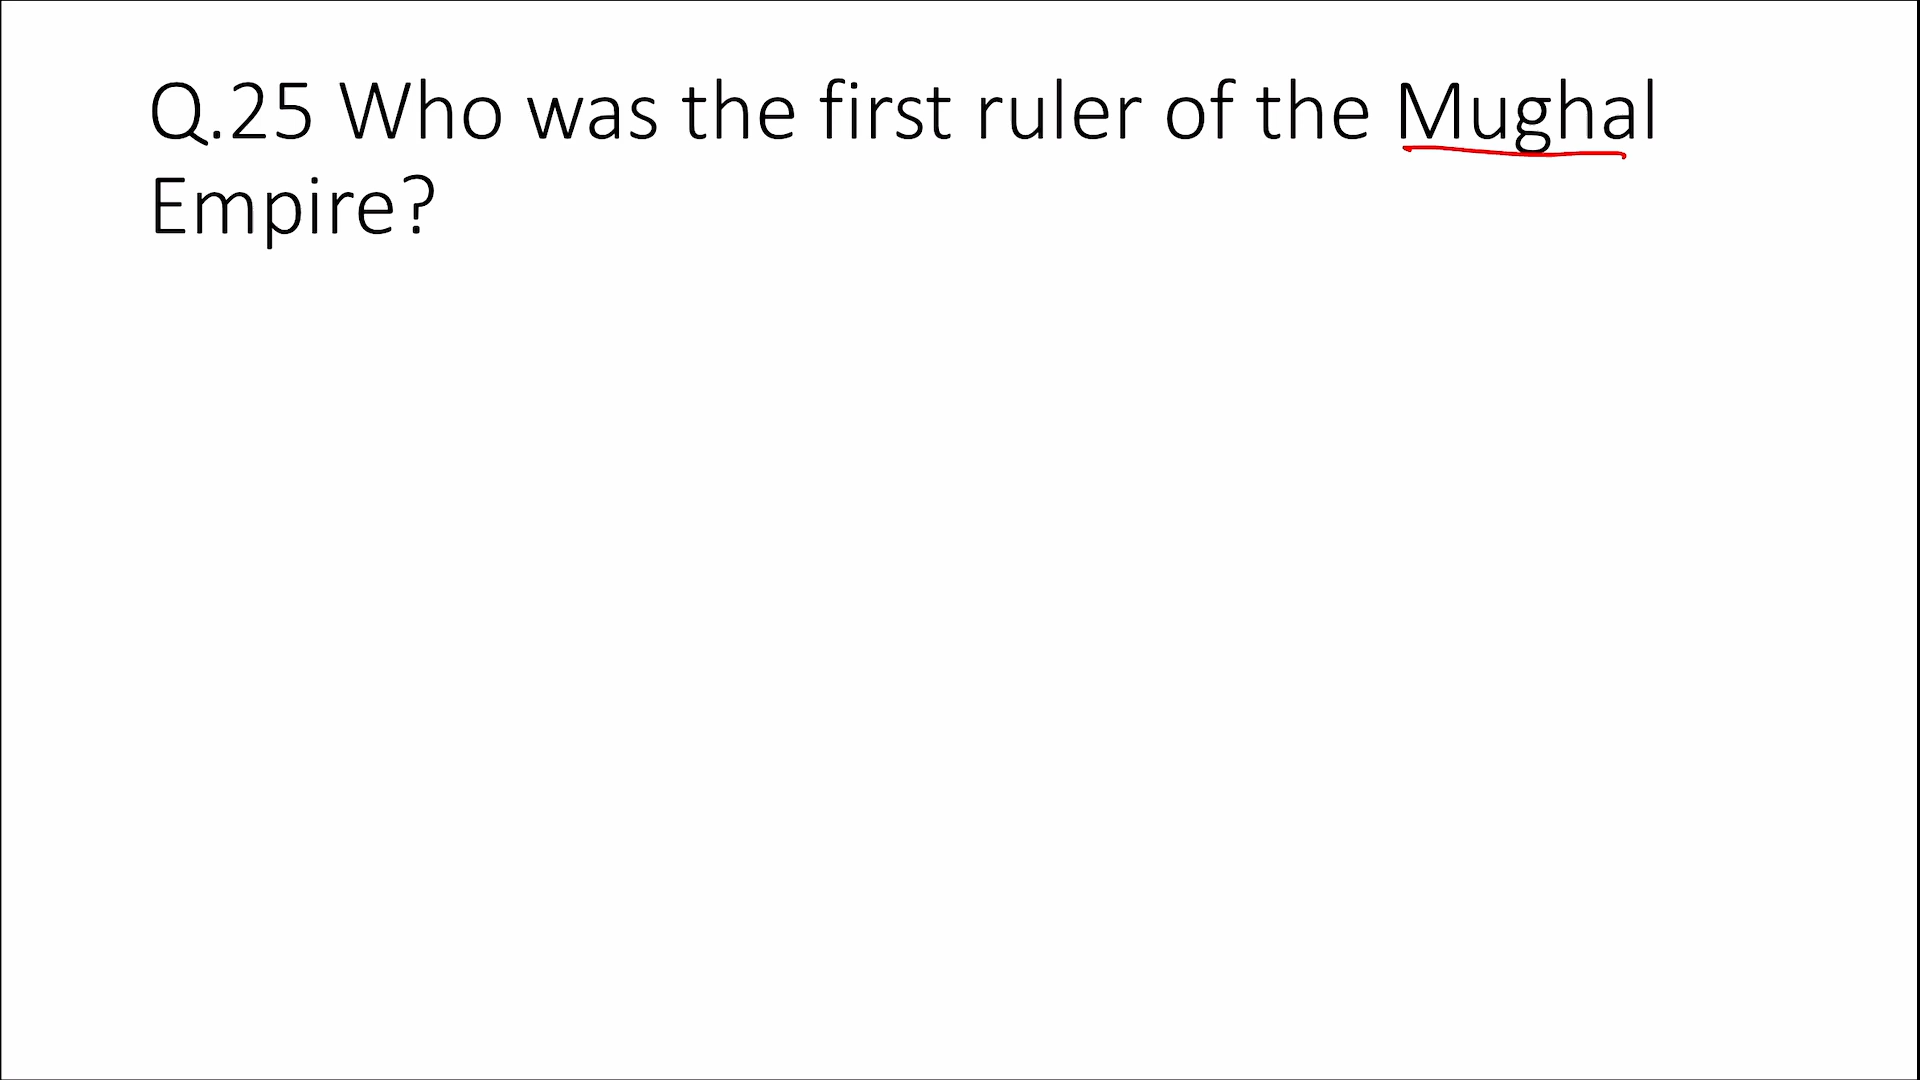 Q.25 Who was the first ruler of the Mughal
Empire?